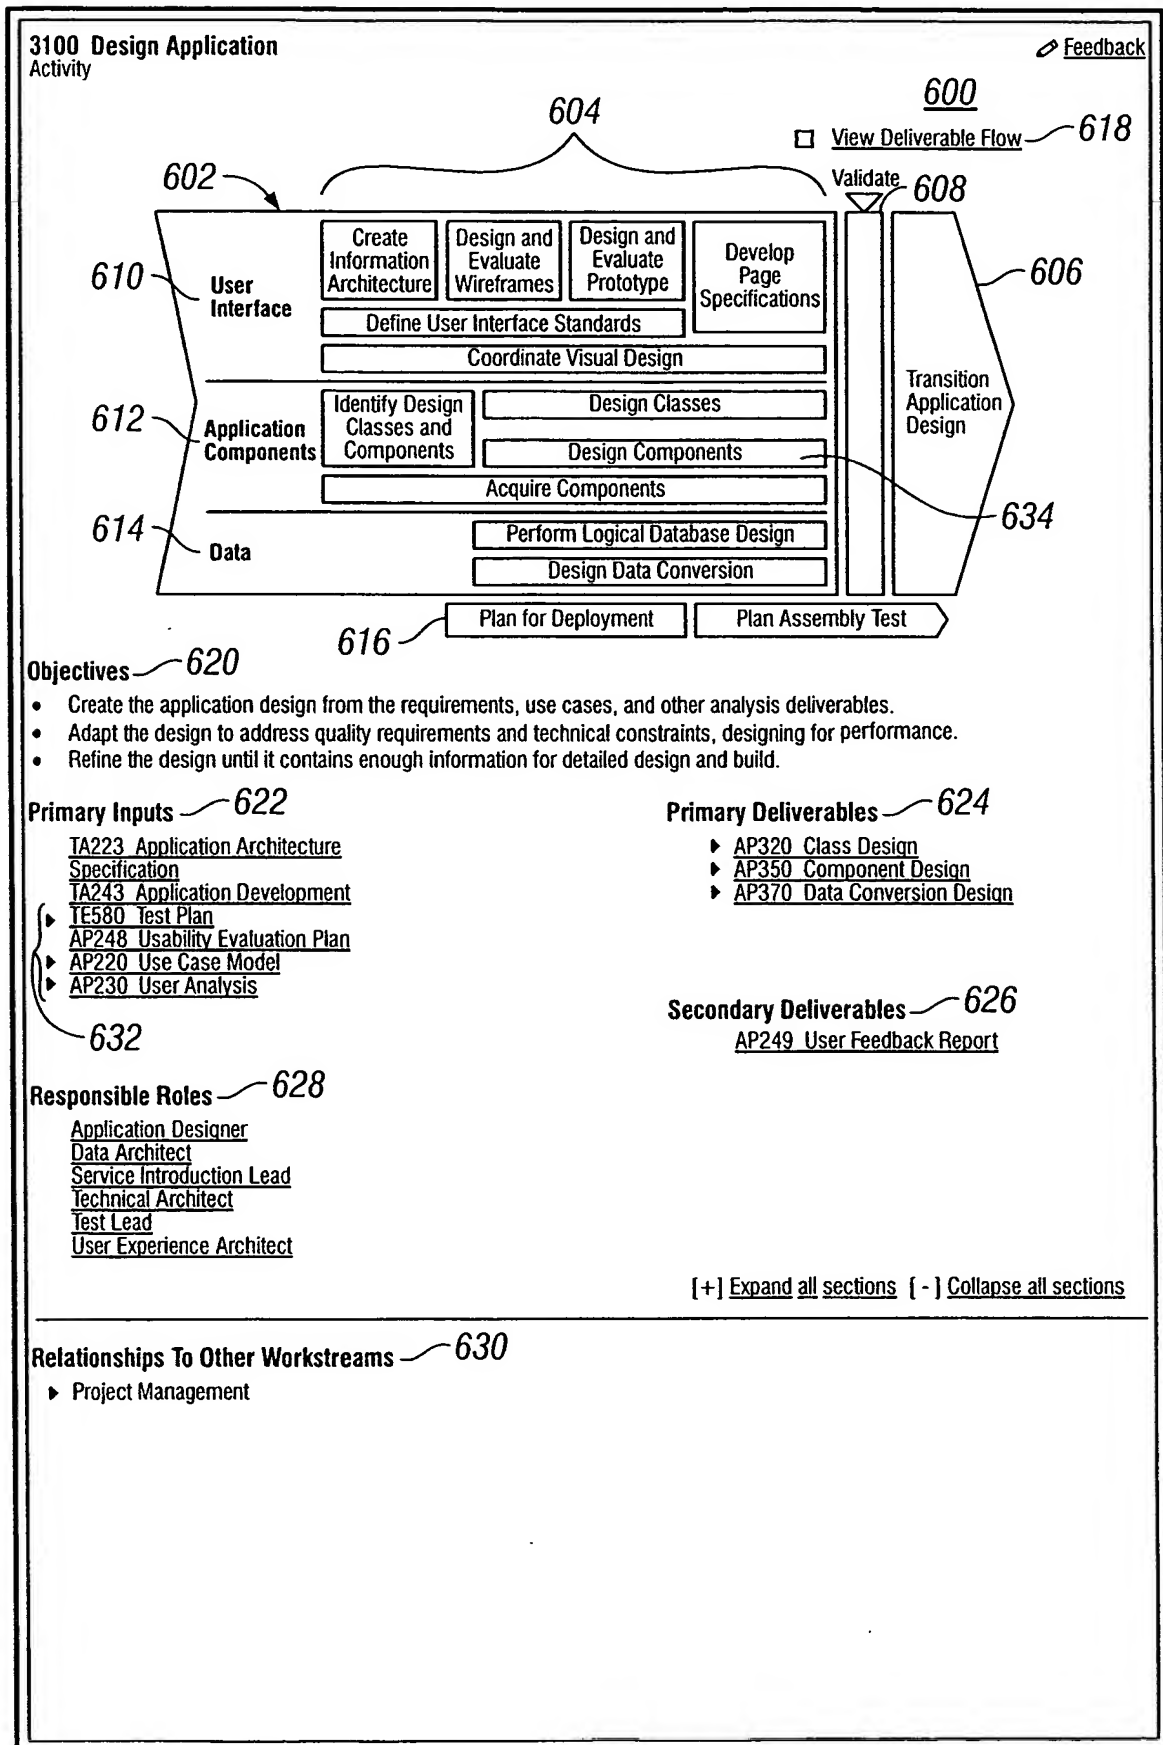 3100 Design Application
Activity
Feedback
600
604
View Deliverable Flow
618
602
Validate
608
610
User
Interface
Create
Information
Architecture
Design and
Evaluate
Wireframes
Design and
Evaluate
Prototype
Develop
Page
Specifications
606
Define User Interface Standards
Coordinate Visual Design
Transition
Application
Design
612
Application
Components
Identify Design
Classes and
Components
Design Classes
Design Components
634
Acquire Components
614
Data
Perform Logical Database Design
Design Data Conversion
616
Plan for Deployment
Plan Assembly Test
Objectives
620
• Create the application design from the requirements, use cases, and other analysis deliverables.
• Adapt the design to address quality requirements and technical constraints, designing for performance.
• Refine the design until it contains enough information for detailed design and build.
Primary Inputs
622
TA223 Application Architecture
Specification
TA243 Application Development
TE580 Test Plan
AP248 Usability Evaluation Plan
AP220 Use Case Model
AP230 User Analysis
632
Primary Deliverables
624
AP320 Class Design
AP350 Component Design
AP370 Data Conversion Design
Secondary Deliverables
626
AP249 User Feedback Report
Responsible Roles
628
Application Designer
Data Architect
Service Introduction Lead
Technical Architect
Test Lead
User Experience Architect
[+] Expand all sections [-] Collapse all sections
Relationships To Other Workstreams
630
Project Management